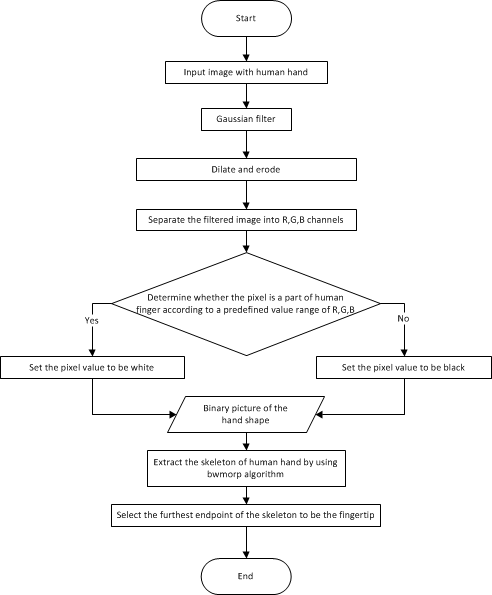 Start
Input image with human hand
Gaussian filter
Dilate and erode
Separate the filtered image into R,G,B channels
Determine whether the pixel is a part of human
finger according to a predefined value range of R,G,B
Yes
No
Set the pixel value to be white
Set the pixel value to be black
Binary picture of the
hand shape
Extract the skeleton of human hand by using
bwmorp algorithm
Select the furthest endpoint of the skeleton to be the fingertip
End